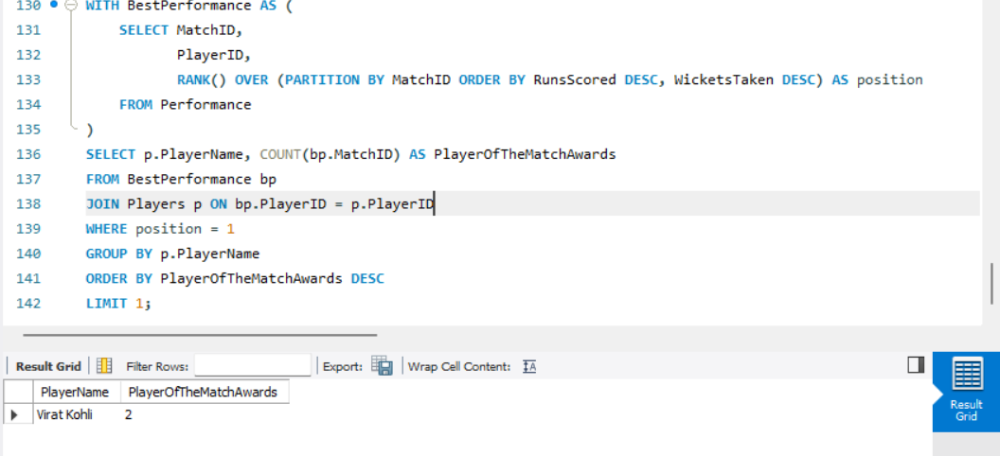 130 WITH BestPerformance AS (
131 SELECT MatchID,
132 PlayerID,
133 RANK() OVER (PARTITION BY MatchID ORDER BY RunsScored DESC, WicketsTaken DESC) AS position
134 FROM Performance
135 )
136 SELECT p.PlayerName, COUNT(bp.MatchID) AS PlayerOfTheMatchAwards
137 FROM BestPerformance bp
138 JOIN Players p ON bp.PlayerID = p.PlayerID
139 WHERE position = 1
140 GROUP BY p.PlayerName
141 ORDER BY PlayerOfTheMatchAwards DESC
142 LIMIT 1;
Result Grid Filter Rows: Export: Wrap Cell Content: IA
PlayerName PlayerOfTheMatchAwards
Virat Kohli 2
Result
Grid